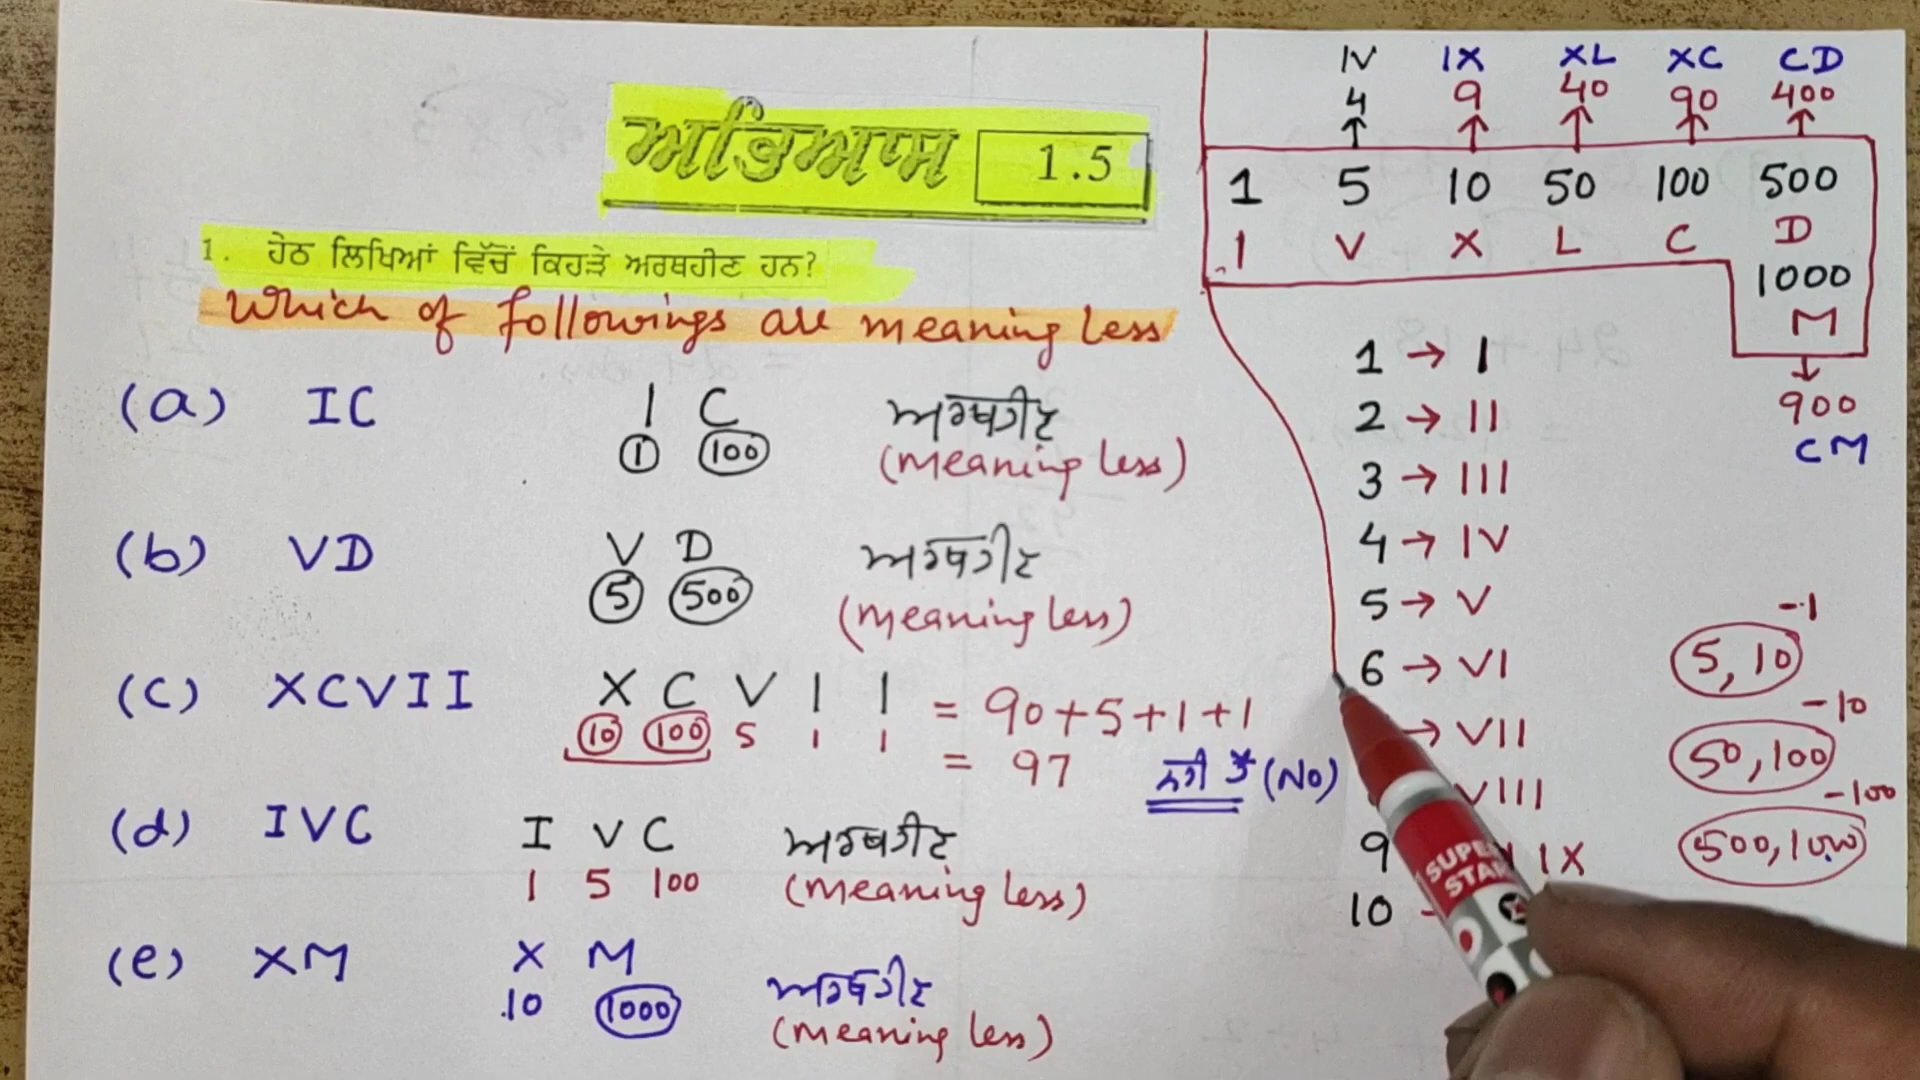 ਅਭਿਆਸ 1.5
1. ਹੇਠ ਲਿਖਿਆਂ ਵਿੱਚੋਂ ਕਿਹੜੇ ਅਰਥਹੀਣ ਹਨ?
Which of followings are meaning less
(a) IC I C ਅਰਥਹੀਣ
1 100 (meaning less)
(b) VD V D ਅਰਥਹੀਣ
5 500 (meaning less)
(c) XCVII X C V I I = 90+5+1+1
10 100 5 1 1 = 97 (No)
(d) IVC I V C ਅਰਥਹੀਣ
1 5 100 (meaning less)
(e) XM X M ਅਰਥਹੀਣ
10 1000 (meaning less)
IV IX XL XC CD
4 9 40 90 400
1 5 10 50 100 500
I V X L C D
1000
M
900
CM
1 → I
2 → II
3 → III
4 → IV
5 → V
6 → VI
→ VII
VIII
9 IX
10
5, 10 -1
50, 100 -10
-100
SUPER
STAR